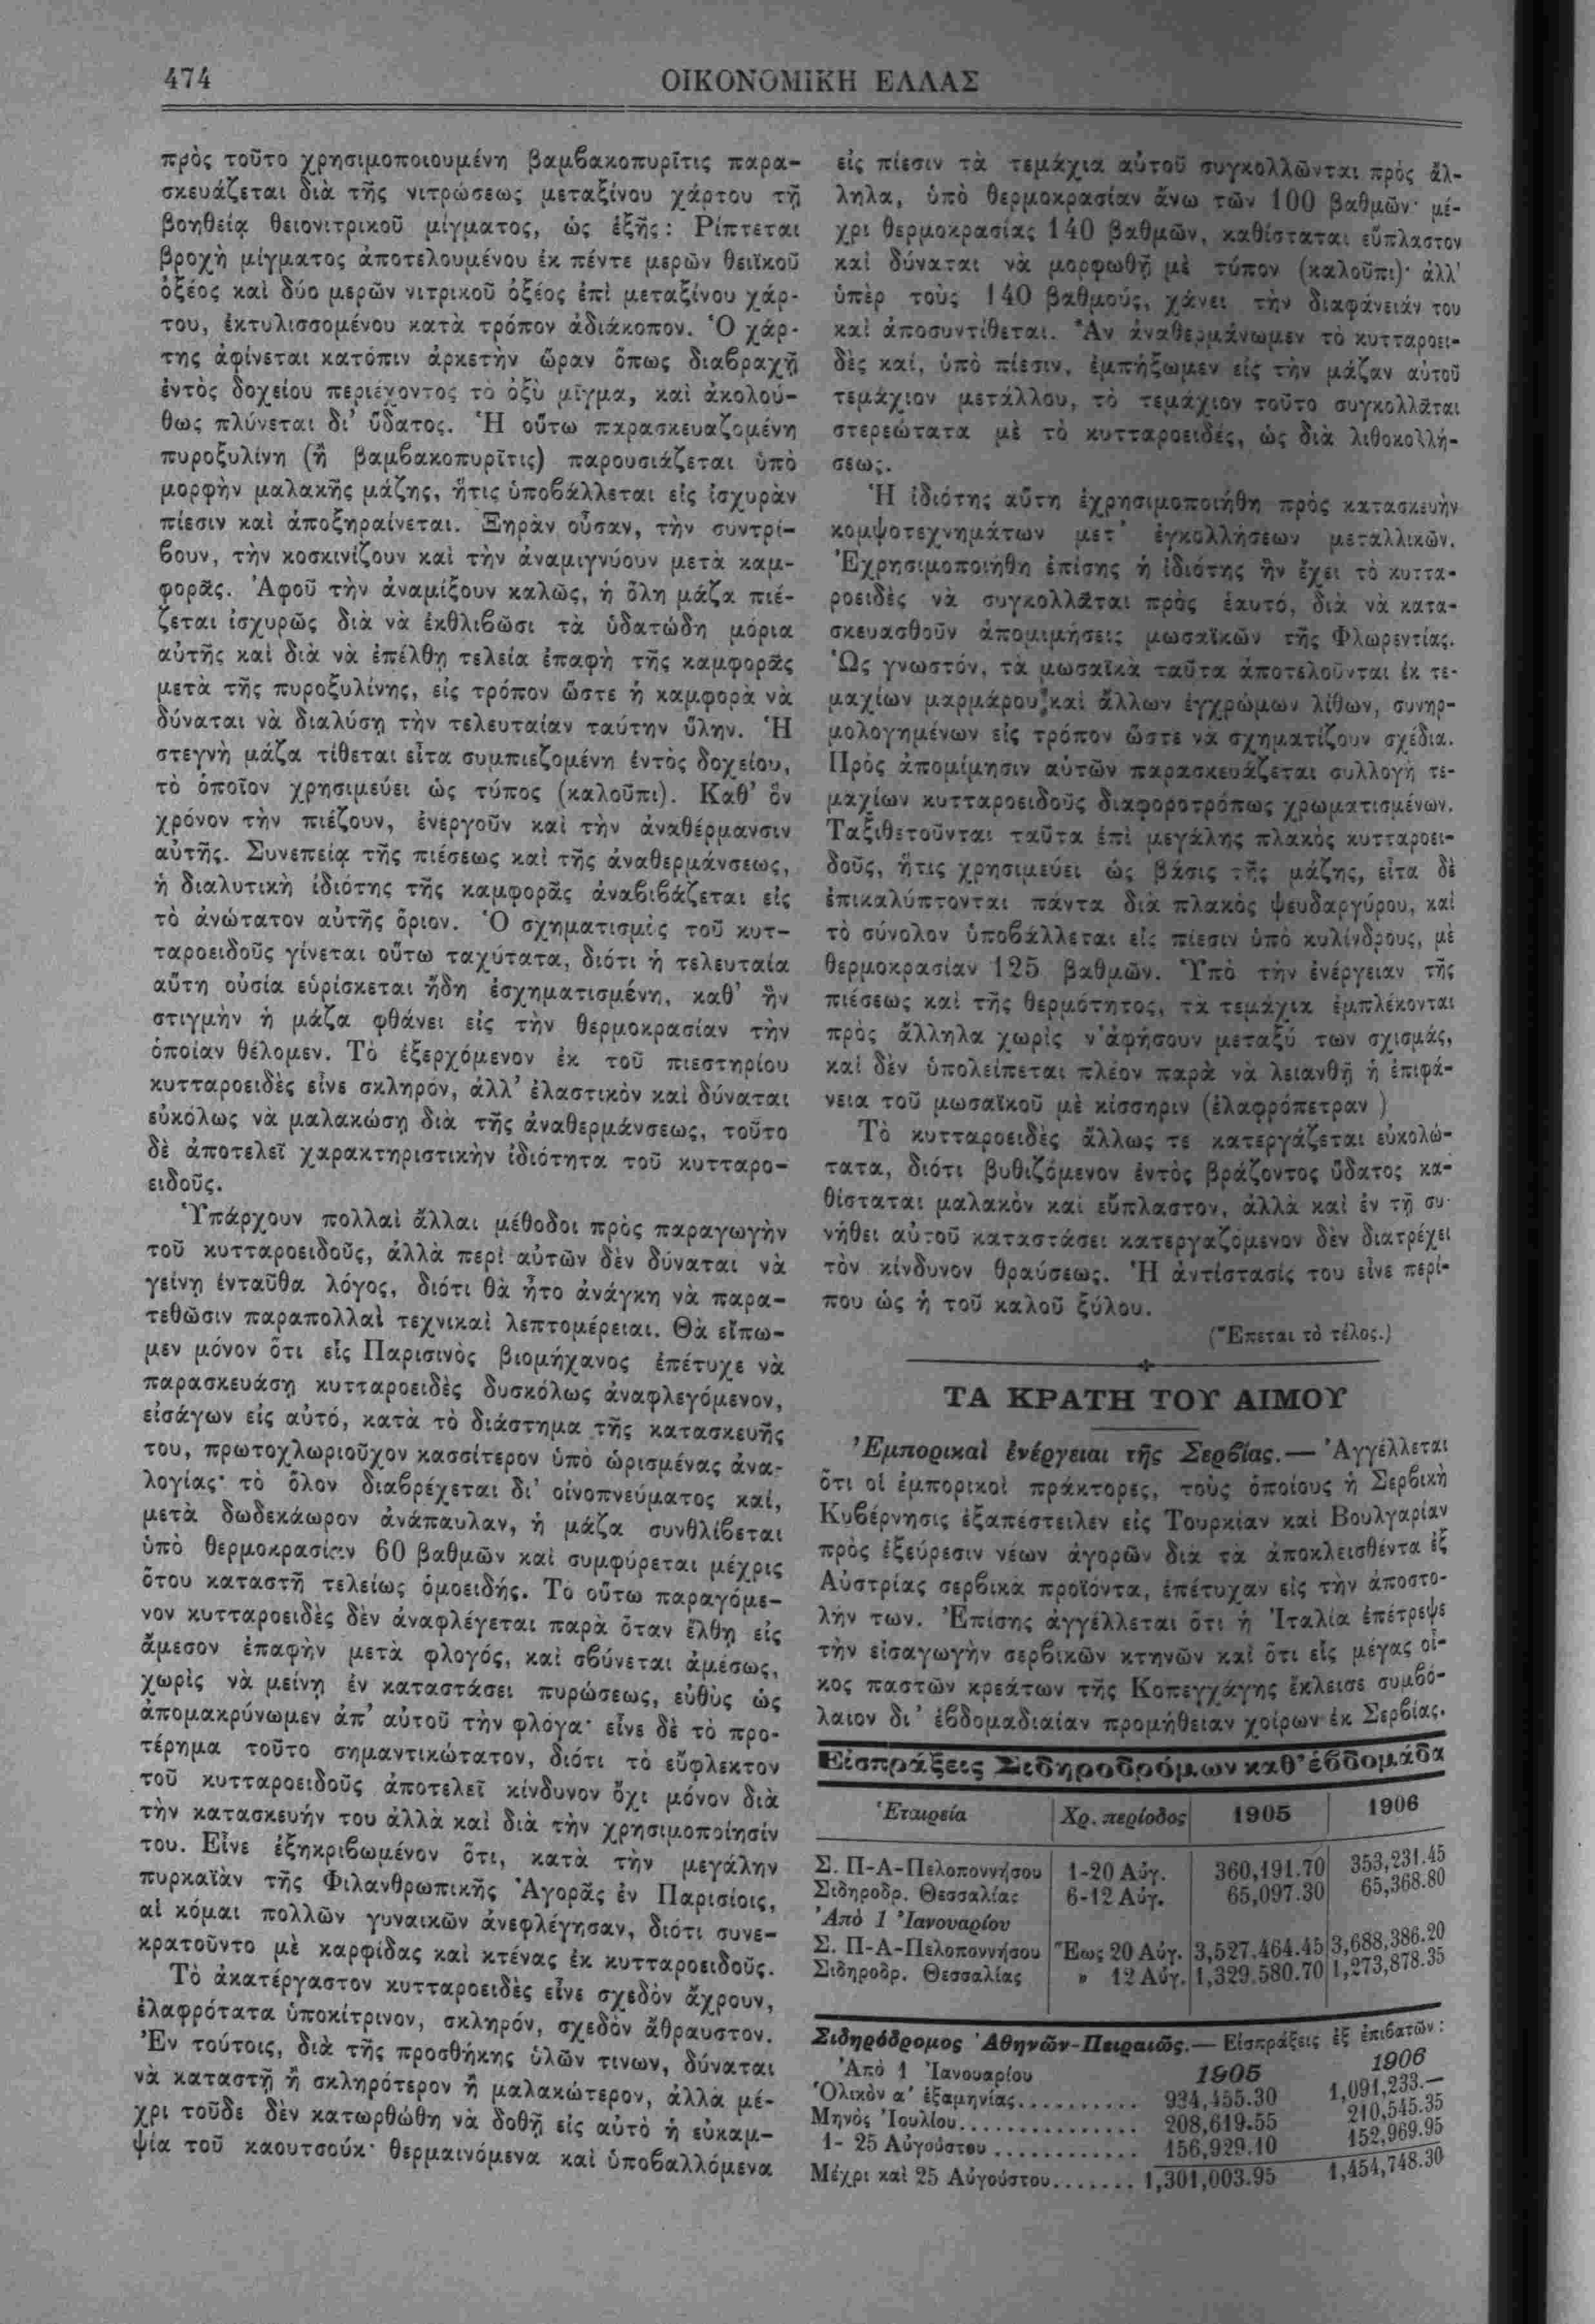 474
ΟΙΚΟΝΟΜΙΚΗ ΕΛΛΑΣ
πρὸς τοῦτο χρησιμοποιουμένη βαμβακοπυρῖτις παρα-
σκευάζεται διὰ τῆς νιτρώσεως μεταξίνου χάρτου τῇ
βοηθείᾳ θειονιτρικοῦ μίγματος, ὡς ἑξῆς: Ρίπτεται
βροχὴ μίγματος ἀποτελουμένου ἐκ πέντε μερῶν θειϊκοῦ
ὀξέος καὶ δύο μερῶν νιτρικοῦ ὀξέος ἐπὶ μεταξίνου χάρ-
του, ἐκτυλισσομένου κατὰ τρόπον ἀδιάκοπον. Ὁ χάρ-
της ἀφίνεται κατόπιν ἀρκετὴν ὥραν ὅπως διαβραχῇ
ἐντὸς δοχείου περιέχοντος τὸ ὀξὺ μῖγμα, καὶ ἀκολού-
θως πλύνεται δι' ὕδατος. Ἡ οὕτω παρασκευαζομένη
πυροξυλίνη (ἢ βαμβακοπυρῖτις) παρουσιάζεται ὑπὸ
μορφὴν μαλακῆς μάζης, ἥτις ὑποβάλλεται εἰς ἰσχυρὰν
πίεσιν καὶ ἀποξηραίνεται. Ξηρὰν οὖσαν, τὴν συντρί-
βουν, τὴν κοσκινίζουν καὶ τὴν ἀναμιγνύουν μετὰ καμ-
φορᾶς. Ἀφοῦ τὴν ἀναμίξουν καλῶς, ἡ ὅλη μάζα πιέ-
ζεται ἰσχυρῶς διὰ νὰ ἐκθλιβῶσι τὰ ὑδατώδη μόρια
αὐτῆς καὶ διὰ νὰ ἐπέλθῃ τελεία ἐπαφὴ τῆς καμφορᾶς
μετὰ τῆς πυροξυλίνης, εἰς τρόπον ὥστε ἡ καμφορὰ νὰ
δύναται νὰ διαλύσῃ τὴν τελευταίαν ταύτην ὕλην. Ἡ
στεγνὴ μάζα τίθεται εἶτα συμπιεζομένη ἐντὸς δοχείου,
τὸ ὁποῖον χρησιμεύει ὡς τύπος (καλοῦπι). Καθ' ὃν
χρόνον τὴν πιέζουν, ἐνεργοῦν καὶ τὴν ἀναθέρμανσιν
αὐτῆς. Συνεπείᾳ τῆς πιέσεως καὶ τῆς ἀναθερμάνσεως,
ἡ διαλυτικὴ ἰδιότης τῆς καμφορᾶς ἀναβιβάζεται εἰς
τὸ ἀνώτατον αὐτῆς ὅριον. Ὁ σχηματισμὸς τοῦ κυτ-
ταροειδοῦς γίνεται οὕτω ταχύτατα, διότι ἡ τελευταία
αὕτη οὐσία εὑρίσκεται ἤδη ἐσχηματισμένη, καθ' ἣν
στιγμὴν ἡ μάζα φθάνει εἰς τὴν θερμοκρασίαν τὴν
ὁποίαν θέλομεν. Τὸ ἐξερχόμενον ἐκ τοῦ πιεστηρίου
κυτταροειδὲς εἶνε σκληρόν, ἀλλ' ἐλαστικὸν καὶ δύναται
εὐκόλως νὰ μαλακώσῃ διὰ τῆς ἀναθερμάνσεως, τοῦτο
δὲ ἀποτελεῖ χαρακτηριστικὴν ἰδιότητα τοῦ κυτταρο-
ειδοῦς.
Ὑπάρχουν πολλαὶ ἄλλαι μέθοδοι πρὸς παραγωγὴν
τοῦ κυτταροειδοῦς, ἀλλὰ περὶ αὐτῶν δὲν δύναται νὰ
γείνῃ ἐνταῦθα λόγος, διότι θὰ ἦτο ἀνάγκη νὰ παρα-
τεθῶσιν παραπολλαὶ τεχνικαὶ λεπτομέρειαι. Θὰ εἴπω-
μεν μόνον ὅτι εἷς Παρισινὸς βιομήχανος ἐπέτυχε νὰ
παρασκευάσῃ κυτταροειδὲς δυσκόλως ἀναφλεγόμενον,
εἰσάγων εἰς αὐτό, κατὰ τὸ διάστημα τῆς κατασκευῆς
του, πρωτοχλωριοῦχον κασσίτερον ὑπὸ ὡρισμένας ἀνα-
λογίας· τὸ ὅλον διαβρέχεται δι' οἰνοπνεύματος καί,
μετὰ δωδεκάωρον ἀνάπαυλαν, ἡ μάζα συνθλίβεται
ὑπὸ θερμοκρασίαν 60 βαθμῶν καὶ συμφύρεται μέχρις
ὅτου καταστῇ τελείως ὁμοειδής. Τὸ οὕτω παραγόμε-
νον κυτταροειδὲς δὲν ἀναφλέγεται παρὰ ὅταν ἔλθῃ εἰς
ἄμεσον ἐπαφὴν μετὰ φλογός, καὶ σβύνεται ἀμέσως,
χωρὶς νὰ μείνῃ ἐν καταστάσει πυρώσεως, εὐθὺς ὡς
ἀπομακρύνωμεν ἀπ' αὐτοῦ τὴν φλόγα· εἶνε δὲ τὸ προ-
τέρημα τοῦτο σημαντικώτατον, διότι τὸ εὔφλεκτον
τοῦ κυτταροειδοῦς ἀποτελεῖ κίνδυνον ὄχι μόνον διὰ
τὴν κατασκευήν του ἀλλὰ καὶ διὰ τὴν χρησιμοποίησίν
του. Εἶνε ἐξηκριβωμένον ὅτι, κατὰ τὴν μεγάλην
πυρκαϊὰν τῆς Φιλανθρωπικῆς Ἀγορᾶς ἐν Παρισίοις,
αἱ κόμαι πολλῶν γυναικῶν ἀνεφλέγησαν, διότι συνε-
κρατοῦντο μὲ καρφίδας καὶ κτένας ἐκ κυτταροειδοῦς.
Τὸ ἀκατέργαστον κυτταροειδὲς εἶνε σχεδὸν ἄχρουν,
ἐλαφρότατα ὑποκίτρινον, σκληρόν, σχεδὸν ἄθραυστον.
Ἐν τούτοις, διὰ τῆς προσθήκης ὑλῶν τινων, δύναται
νὰ καταστῇ ἢ σκληρότερον ἢ μαλακώτερον, ἀλλὰ μέ-
χρι τοῦδε δὲν κατωρθώθη νὰ δοθῇ εἰς αὐτὸ ἡ εὐκαμ-
ψία τοῦ καουτσούκ· θερμαινόμενα καὶ ὑποβαλλόμενα
εἰς πίεσιν τὰ τεμάχια αὐτοῦ συγκολλῶνται πρὸς ἄλ-
ληλα, ὑπὸ θερμοκρασίαν ἄνω τῶν 100 βαθμῶν· μέ-
χρι θερμοκρασίας 140 βαθμῶν, καθίσταται εὔπλαστον
καὶ δύναται νὰ μορφωθῇ μὲ τύπον (καλοῦπι)· ἀλλ'
ὑπὲρ τοὺς 140 βαθμούς, χάνει τὴν διαφάνειάν του
καὶ ἀποσυντίθεται. Ἂν ἀναθερμάνωμεν τὸ κυτταροει-
δὲς καί, ὑπὸ πίεσιν, ἐμπήξωμεν εἰς τὴν μάζαν αὐτοῦ
τεμάχιον μετάλλου, τὸ τεμάχιον τοῦτο συγκολλᾶται
στερεώτατα μὲ τὸ κυτταροειδές, ὡς διὰ λιθοκολλή-
σεως.
Ἡ ἰδιότης αὕτη ἐχρησιμοποιήθη πρὸς κατασκευὴν
κομψοτεχνημάτων μετ' ἐγκολλήσεων μεταλλικῶν.
Ἐχρησιμοποιήθη ἐπίσης ἡ ἰδιότης ἣν ἔχει τὸ κυττα-
ροειδὲς νὰ συγκολλᾶται πρὸς ἑαυτό, διὰ νὰ κατα-
σκευασθοῦν ἀπομιμήσεις μωσαϊκῶν τῆς Φλωρεντίας.
Ὡς γνωστόν, τὰ μωσαϊκὰ ταῦτα ἀποτελοῦνται ἐκ τε-
μαχίων μαρμάρου καὶ ἄλλων ἐγχρώμων λίθων, συνηρ-
μολογημένων εἰς τρόπον ὥστε νὰ σχηματίζουν σχέδια.
Πρὸς ἀπομίμησιν αὐτῶν παρασκευάζεται συλλογὴ τε-
μαχίων κυτταροειδοῦς διαφοροτρόπως χρωματισμένων.
Ταξιθετοῦνται ταῦτα ἐπὶ μεγάλης πλακὸς κυτταροει-
δοῦς, ἥτις χρησιμεύει ὡς βάσις τῆς μάζης, εἶτα δὲ
ἐπικαλύπτονται πάντα διὰ πλακὸς ψευδαργύρου, καὶ
τὸ σύνολον ὑποβάλλεται εἰς πίεσιν ὑπὸ κυλίνδρους, μὲ
θερμοκρασίαν 125 βαθμῶν. Ὑπὸ τὴν ἐνέργειαν τῆς
πιέσεως καὶ τῆς θερμότητος, τὰ τεμάχια ἐμπλέκονται
πρὸς ἄλληλα χωρὶς ν'ἀφήσουν μεταξύ των σχισμάς,
καὶ δὲν ὑπολείπεται πλέον παρὰ νὰ λειανθῇ ἡ ἐπιφά-
νεια τοῦ μωσαϊκοῦ μὲ κίσσηριν (ἐλαφρόπετραν )
Τὸ κυτταροειδὲς ἄλλως τε κατεργάζεται εὐκολώ-
τατα, διότι βυθιζόμενον ἐντὸς βράζοντος ὕδατος κα-
θίσταται μαλακὸν καὶ εὔπλαστον, ἀλλὰ καὶ ἐν τῇ συ-
νήθει αὐτοῦ καταστάσει κατεργαζόμενον δὲν διατρέχει
τὸν κίνδυνον θραύσεως. Ἡ ἀντίστασίς του εἶνε περί-
που ὡς ἡ τοῦ καλοῦ ξύλου.
(Ἕπεται τὸ τέλος.)
ΤΑ ΚΡΑΤΗ ΤΟΥ ΑΙΜΟΥ
Ἐμπορικαὶ ἐνέργειαι τῆς Σερβίας.— Ἀγγέλλεται
ὅτι οἱ ἐμπορικοὶ πράκτορες, τοὺς ὁποίους ἡ Σερβικὴ
Κυβέρνησις ἐξαπέστειλεν εἰς Τουρκίαν καὶ Βουλγαρίαν
πρὸς ἐξεύρεσιν νέων ἀγορῶν διὰ τὰ ἀποκλεισθέντα ἐξ
Αὐστρίας σερβικὰ προϊόντα, ἐπέτυχαν εἰς τὴν ἀποστο-
λήν των. Ἐπίσης ἀγγέλλεται ὅτι ἡ Ἰταλία ἐπέτρεψε
τὴν εἰσαγωγὴν σερβικῶν κτηνῶν καὶ ὅτι εἷς μέγας οἶ-
κος παστῶν κρεάτων τῆς Κοπεγχάγης ἔκλεισε συμβό-
λαιον δι' ἑβδομαδιαίαν προμήθειαν χοίρων ἐκ Σερβίας.
Εἰσπράξεις Σιδηροδρόμων καθ' ἑβδομάδα
Ἑταιρεία Χρ. περίοδος 1905 1906
Σ. Π-Α-Πελοποννήσου 1-20 Αὐγ. 360,191.70 353,231.45
Σιδηροδρ. Θεσσαλίας 6-12 Αὐγ. 65,097.30 65,368.80
Ἀπὸ 1 Ἰανουαρίου
Σ. Π-Α-Πελοποννήσου Ἕως 20 Αὐγ. 3,527.464.45 3,688,386.20
Σιδηροδρ. Θεσσαλίας » 12 Αὐγ. 1,329.580.70 1,273,878.35
Σιδηρόδρομος Ἀθηνῶν-Πειραιῶς.— Εἰσπράξεις ἐξ ἐπιβατῶν:
Ἀπὸ 1 Ἰανουαρίου 1905 1906
Ὁλικὸν α' ἑξαμηνίας.......... 934,455.30 1,091,233.—
Μηνὸς Ἰουλίου............... 208,619.55 210,545.35
1- 25 Αὐγούστου ............. 156,929.10 152,969.95
Μέχρι καὶ 25 Αὐγούστου....... 1,301,003.95 1,454,748.30